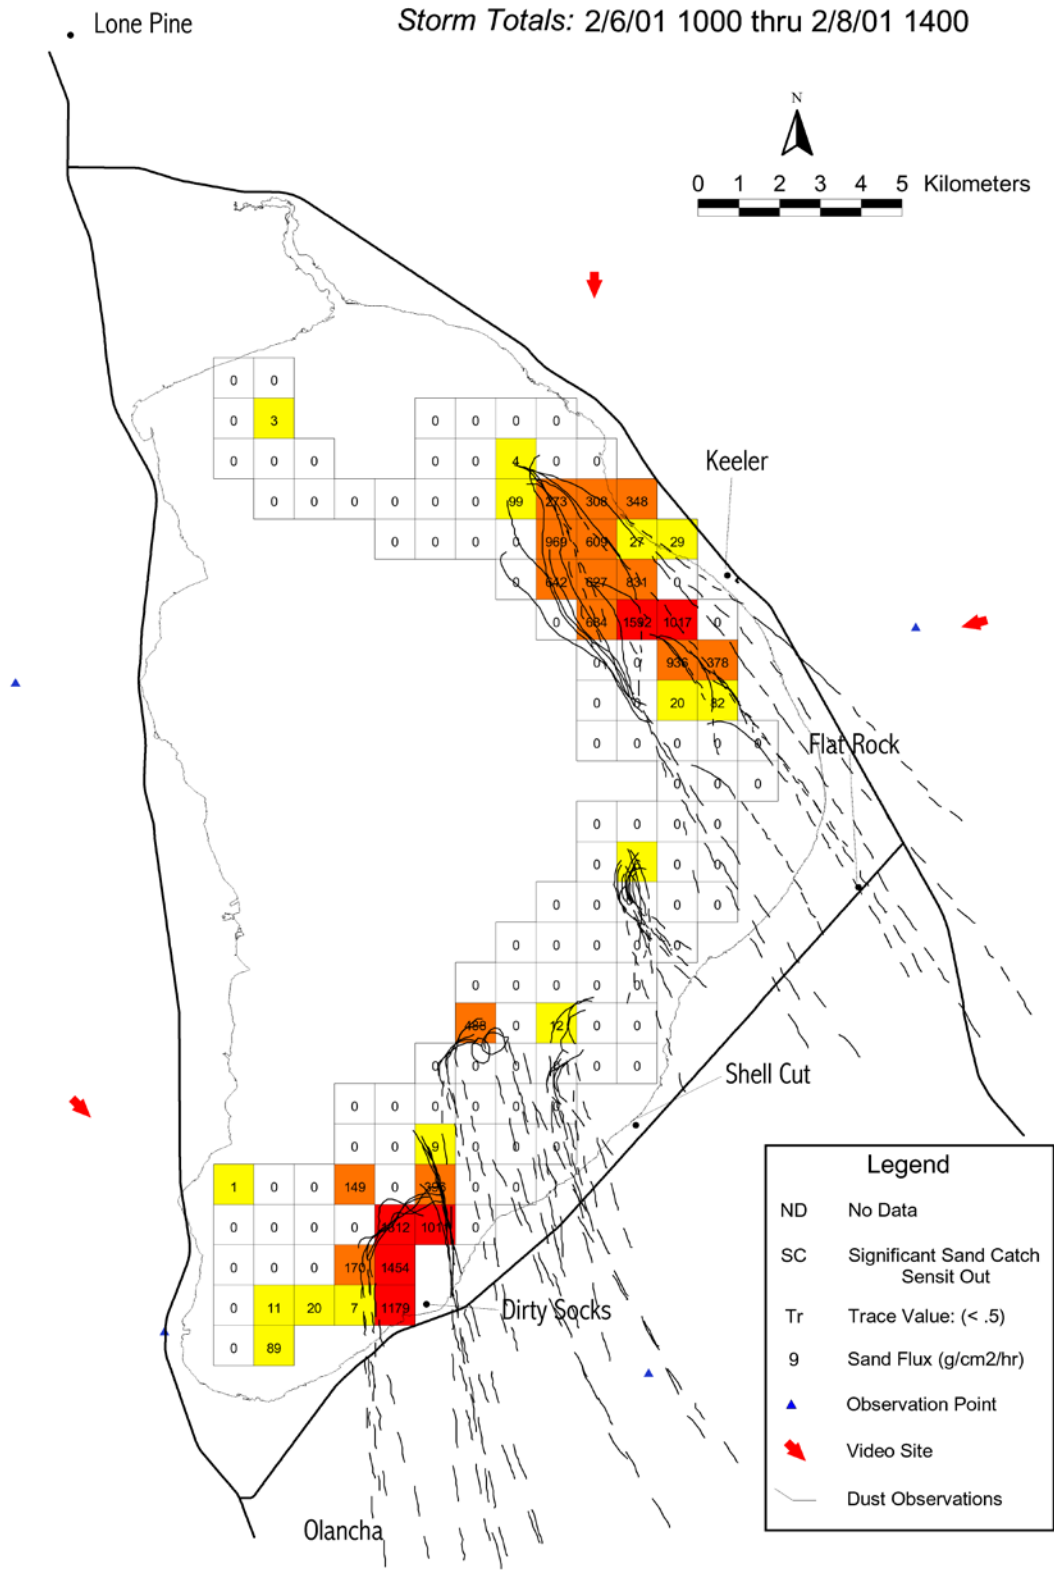 Lone Pine
Storm Totals: 2/6/01 1000 thru 2/8/01 1400
N
0 1 2 3 4 5 Kilometers
0 0
0 3 0 0 0 0
0 0 0 0 0 4 0 0
Keeler
0 0 0 0 0 0 99 273 308 348
0 0 0 0 969 609 27 29
0 642 627 831 0
0 684 1592 1017 0
0 0 936 378
0 0 20 82
0 0 0 0 0
Flat Rock
0 0 0
0 0 0 0
0 0 0
0 0 0 0 0
0 0 0 0 0
0 0 0 0 0
488 0 12 0 0
0 0 0 0 0 0
Shell Cut
0 0 0 0 0 0
0 0 9 0 0 0
1 0 0 149 0 0 0
0 0 0 0 0
0 0 0 170 1454
0 11 20 7 1179
Dirty Socks
0 89
Olancha
Legend
ND No Data
SC Significant Sand Catch
Sensit Out
Tr Trace Value: (< .5)
9 Sand Flux (g/cm2/hr)
Observation Point
Video Site
Dust Observations